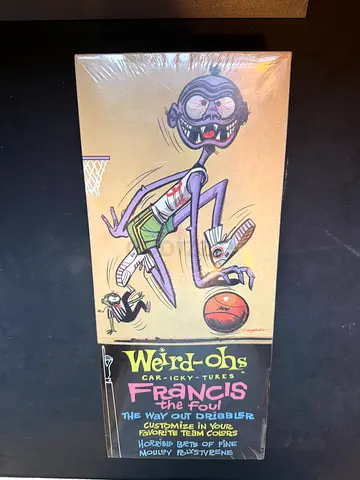 Weird-ohs
CAR-ICKY-TURES
FRANCIS
the FOUL
THE WAY OUT DRIBBLER
CUSTOMIZE IN YOUR
FAVORITE TEAM COLORS
HORRIBLE BITS OF FINE
MOULDY POLYSTYRENE